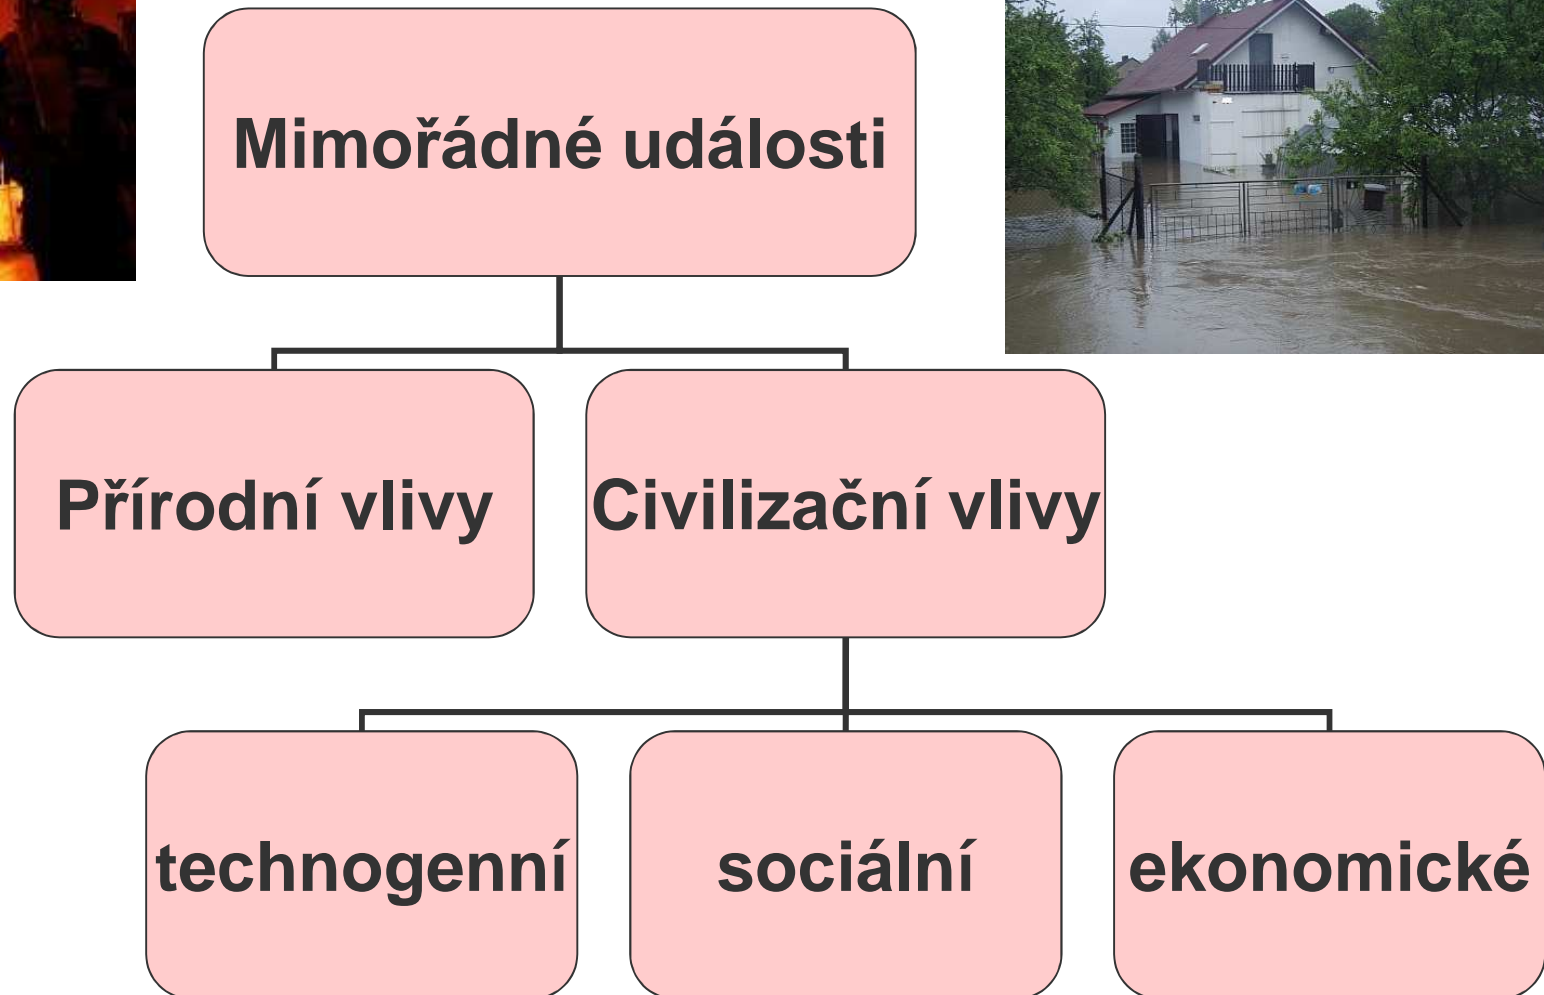 Mimořádné události
Přírodní vlivy
Civilizační vlivy
technogenní
sociální
ekonomické